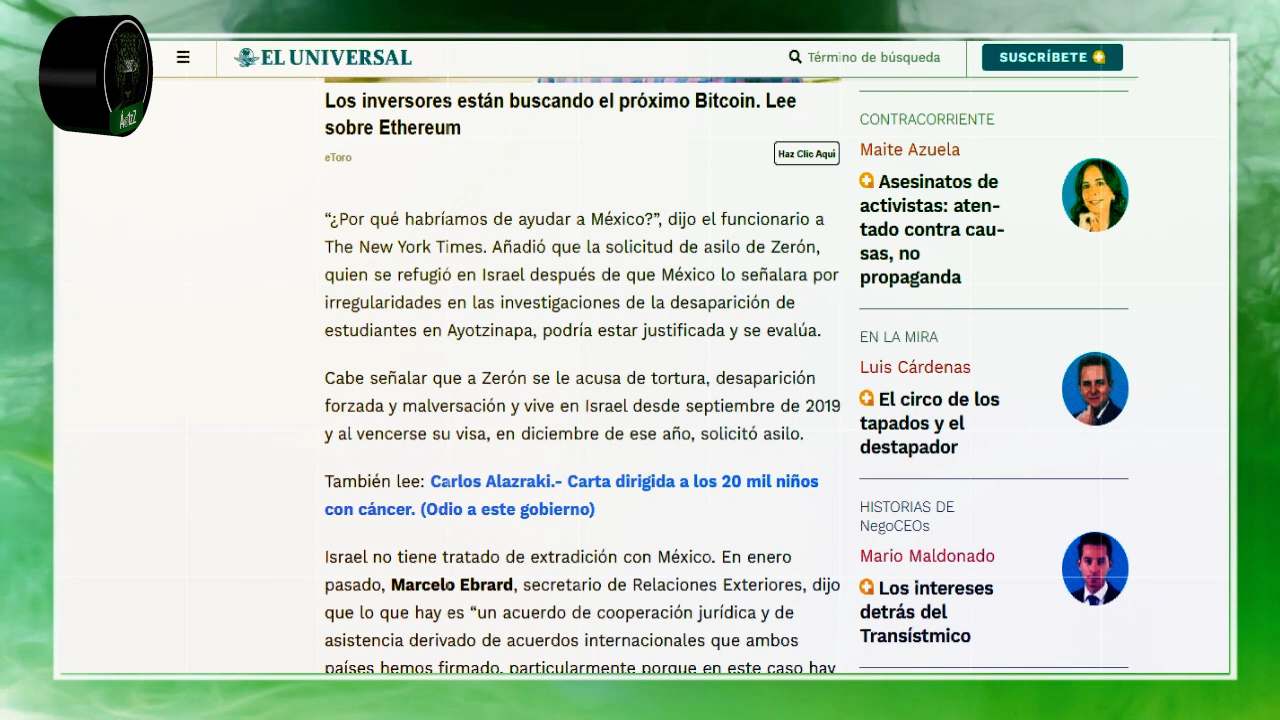 EL UNIVERSAL
Término de búsqueda
SUSCRÍBETE
Los inversores están buscando el próximo Bitcoin. Lee
sobre Ethereum
eToro
Haz Clic Aquí
“¿Por qué habríamos de ayudar a México?”, dijo el funcionario a
The New York Times. Añadió que la solicitud de asilo de Zerón,
quien se refugió en Israel después de que México lo señalara por
irregularidades en las investigaciones de la desaparición de
estudiantes en Ayotzinapa, podría estar justificada y se evalúa.
Cabe señalar que a Zerón se le acusa de tortura, desaparición
forzada y malversación y vive en Israel desde septiembre de 2019
y al vencerse su visa, en diciembre de ese año, solicitó asilo.
También lee: Carlos Alazraki.- Carta dirigida a los 20 mil niños
con cáncer. (Odio a este gobierno)
Israel no tiene tratado de extradición con México. En enero
pasado, Marcelo Ebrard, secretario de Relaciones Exteriores, dijo
que lo que hay es “un acuerdo de cooperación jurídica y de
asistencia derivado de acuerdos internacionales que ambos
países hemos firmado, particularmente porque en este caso hay
CONTRACORRIENTE
Maite Azuela
Asesinatos de
activistas: aten-
tado contra cau-
sas, no
propaganda
EN LA MIRA
Luis Cárdenas
El circo de los
tapados y el
destapador
HISTORIAS DE
NegoCEOs
Mario Maldonado
Los intereses
detrás del
Transístmico